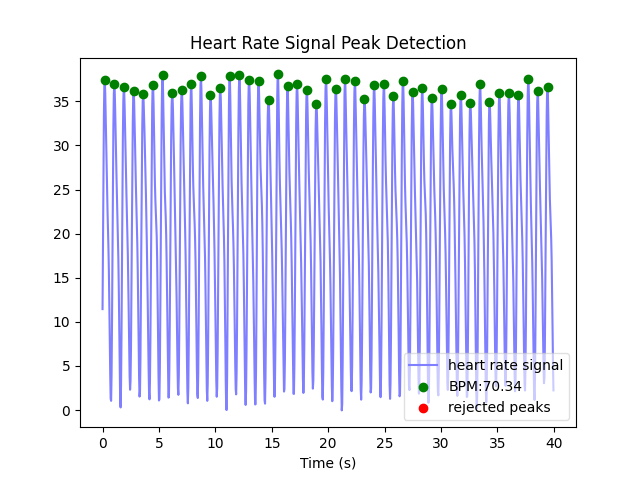 Heart Rate Signal Peak Detection
35
30
25
20
15
10
5
0
heart rate signal
BPM:70.34
rejected peaks
0 5 10 15 20 25 30 35 40
Time (s)